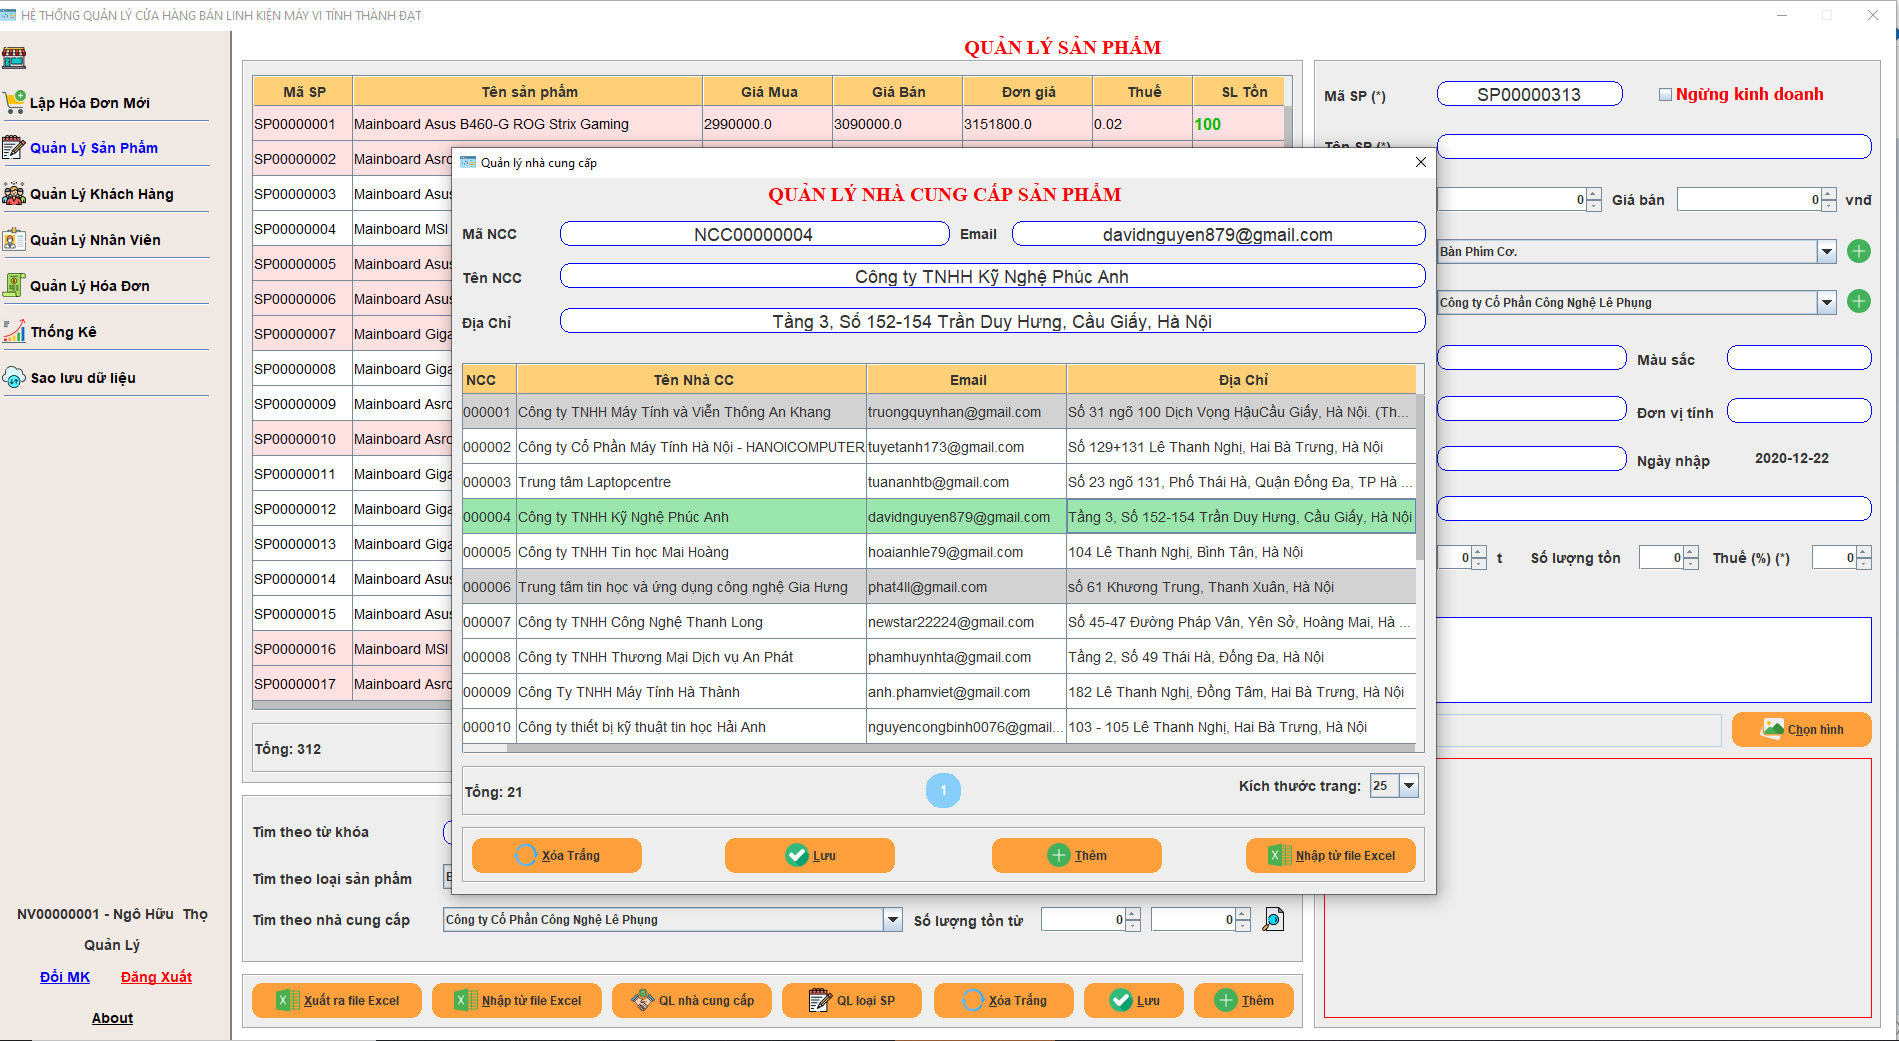 HỆ THỐNG QUẢN LÝ CỬA HÀNG BÁN LINH KIỆN MÁY VI TÍNH THÀNH ĐẠT
Lập Hóa Đơn Mới
Quản Lý Sản Phẩm
Quản Lý Khách Hàng
Quản Lý Nhân Viên
Quản Lý Hóa Đơn
Thống Kê
Sao lưu dữ liệu
NV00000001 - Ngô Hữu Thọ
Quản Lý
Đổi MK Đăng Xuất
About
QUẢN LÝ SẢN PHẨM
Mã SP Tên sản phẩm Giá Mua Giá Bán Đơn giá Thuế SL Tồn
SP00000001 Mainboard Asus B460-G ROG Strix Gaming 2990000.0 3090000.0 3151800.0 0.02 100
SP00000002 Mainboard Asro
SP00000003 Mainboard Asus
SP00000004 Mainboard MSI
SP00000005 Mainboard Asus
SP00000006 Mainboard Asus
SP00000007 Mainboard Giga
SP00000008 Mainboard Giga
SP00000009 Mainboard Asro
SP00000010 Mainboard Asro
SP00000011 Mainboard Giga
SP00000012 Mainboard Giga
SP00000013 Mainboard Giga
SP00000014 Mainboard Asus
SP00000015 Mainboard Asus
SP00000016 Mainboard MSI
SP00000017 Mainboard Asro
Tổng: 312
Tìm theo từ khóa
Tìm theo loại sản phẩm
Tìm theo nhà cung cấp Công ty Cổ Phần Công Nghệ Lê Phụng Số lượng tồn từ 0 0
Xuất ra file Excel Nhập từ file Excel QL nhà cung cấp QL loại SP Xóa Trắng Lưu Thêm
Quản lý nhà cung cấp
QUẢN LÝ NHÀ CUNG CẤP SẢN PHẨM
Mã NCC NCC00000004 Email davidnguyen879@gmail.com
Tên NCC Công ty TNHH Kỹ Nghệ Phúc Anh
Địa Chỉ Tầng 3, Số 152-154 Trần Duy Hưng, Cầu Giấy, Hà Nội
NCC Tên Nhà CC Email Địa Chỉ
000001 Công ty TNHH Máy Tính và Viễn Thông An Khang truongquynhan@gmail.com Số 31 ngõ 100 Dịch Vọng HậuCầu Giấy, Hà Nội. (Th...
000002 Công ty Cổ Phần Máy Tính Hà Nội - HANOICOMPUTER tuyetanh173@gmail.com Số 129+131 Lê Thanh Nghị, Hai Bà Trưng, Hà Nội
000003 Trung tâm Laptopcentre tuananhtb@gmail.com Số 23 ngõ 131, Phố Thái Hà, Quận Đống Đa, TP Hà ...
000004 Công ty TNHH Kỹ Nghệ Phúc Anh davidnguyen879@gmail.com Tầng 3, Số 152-154 Trần Duy Hưng, Cầu Giấy, Hà Nội
000005 Công ty TNHH Tin học Mai Hoàng hoaianhle79@gmail.com 104 Lê Thanh Nghị, Bình Tân, Hà Nội
000006 Trung tâm tin học và ứng dụng công nghệ Gia Hưng phat4ll@gmail.com số 61 Khương Trung, Thanh Xuân, Hà Nội
000007 Công ty TNHH Công Nghệ Thanh Long newstar22224@gmail.com Số 45-47 Đường Pháp Vân, Yên Sở, Hoàng Mai, Hà ...
000008 Công ty TNHH Thương Mại Dịch vụ An Phát phamhuynhta@gmail.com Tầng 2, Số 49 Thái Hà, Đống Đa, Hà Nội
000009 Công Ty TNHH Máy Tính Hà Thành anh.phamviet@gmail.com 182 Lê Thanh Nghị, Đồng Tâm, Hai Bà Trưng, Hà Nội
000010 Công ty thiết bị kỹ thuật tin học Hải Anh nguyencongbinh0076@gmail... 103 - 105 Lê Thanh Nghị, Hai Bà Trưng, Hà Nội
Tổng: 21 1 Kích thước trang: 25
Xóa Trắng Lưu Thêm Nhập từ file Excel
Mã SP (*) SP00000313 Ngừng kinh doanh
Tên SP (*)
0 Giá bán 0 vnđ
Bàn Phím Cơ.
Công ty Cổ Phần Công Nghệ Lê Phụng
Màu sắc
Đơn vị tính
Ngày nhập 2020-12-22
0 t Số lượng tồn 0 Thuế (%) (*) 0
Chọn hình